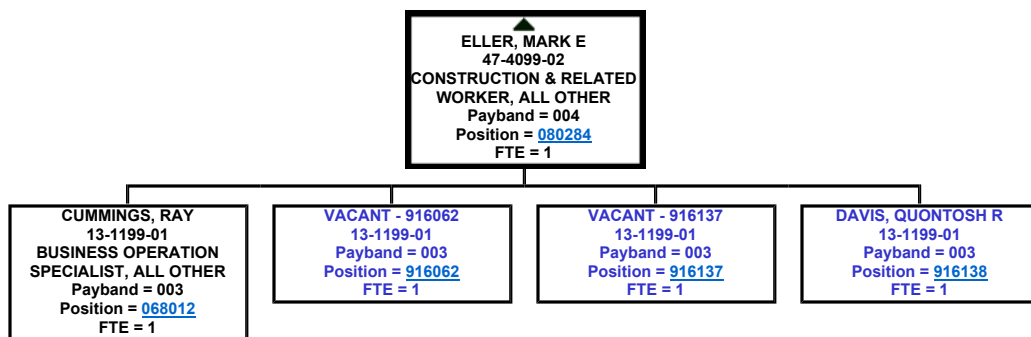 ELLER, MARK E
47-4099-02
CONSTRUCTION & RELATED
WORKER, ALL OTHER
Payband = 004
Position = 080284
FTE = 1
CUMMINGS, RAY
13-1199-01
BUSINESS OPERATION
SPECIALIST, ALL OTHER
Payband = 003
Position = 068012
FTE = 1
VACANT - 916062
13-1199-01
Payband = 003
Position = 916062
FTE = 1
VACANT - 916137
13-1199-01
Payband = 003
Position = 916137
FTE = 1
DAVIS, QUONTOSH R
13-1199-01
Payband = 003
Position = 916138
FTE = 1